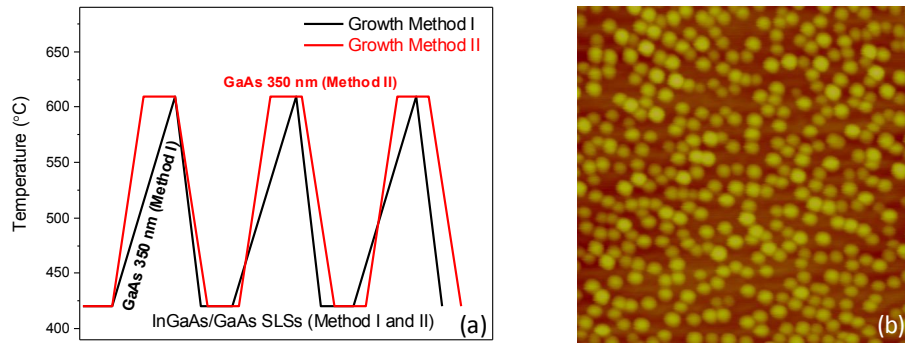 Growth Method I
Growth Method II
GaAs 350 nm (Method II)
GaAs 350 nm (Method I)
InGaAs/GaAs SLSs (Method I and II)
Temperature (°C)
650
600
550
500
450
400
(a)
(b)